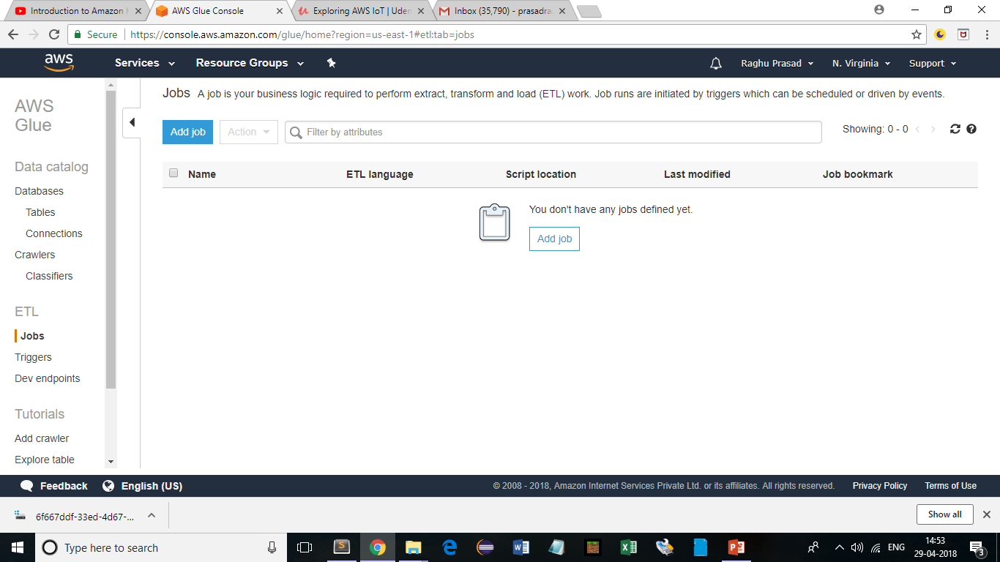 Introduction to Amazon
AWS Glue Console
Exploring AWS IoT | Uder
Inbox (35,790) - prasadra
Secure
https://console.aws.amazon.com/glue/home?region=us-east-1#etl:tab=jobs
aws
Services
Resource Groups
Raghu Prasad
N. Virginia
Support
AWS
Glue
Data catalog
Databases
Tables
Connections
Crawlers
Classifiers
ETL
Jobs
Triggers
Dev endpoints
Tutorials
Add crawler
Explore table
Jobs A job is your business logic required to perform extract, transform and load (ETL) work. Job runs are initiated by triggers which can be scheduled or driven by events.
Add job
Action
Filter by attributes
Showing: 0 - 0
Name ETL language Script location Last modified Job bookmark
You don't have any jobs defined yet.
Add job
Feedback
English (US)
© 2008 - 2018, Amazon Internet Services Private Ltd. or its affiliates. All rights reserved.
Privacy Policy
Terms of Use
6f667ddf-33ed-4d67-...
Show all
Type here to search
ENG
14:53
29-04-2018
3